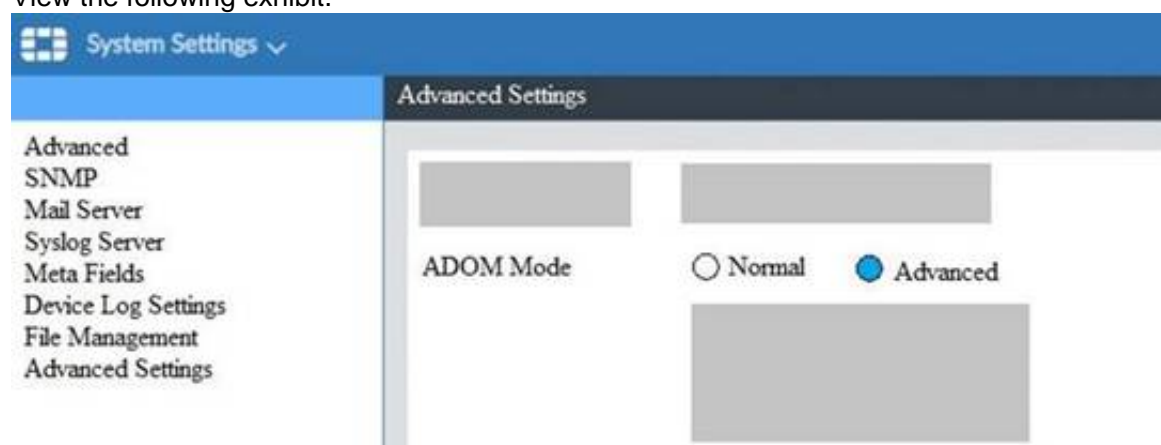 View the following exhibit:
System Settings
Advanced Settings
Advanced
SNMP
Mail Server
Syslog Server
Meta Fields
Device Log Settings
File Management
Advanced Settings
ADOM Mode
Normal
Advanced